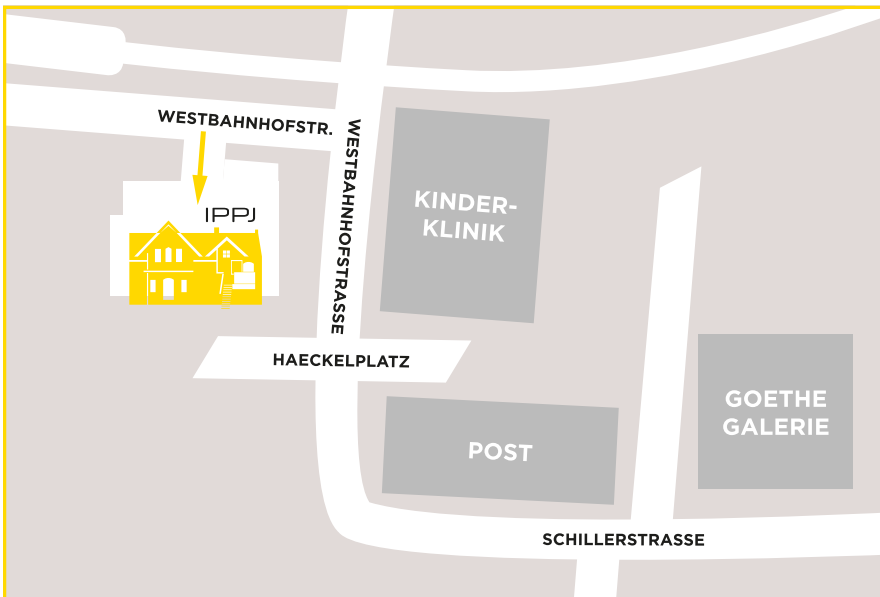 WESTBAHNHOFSTR.
WESTBAHNHOFSTRASSE
IPPJ
KINDER-
KLINIK
HAECKELPLATZ
GOETHE
GALERIE
POST
SCHILLERSTRASSE